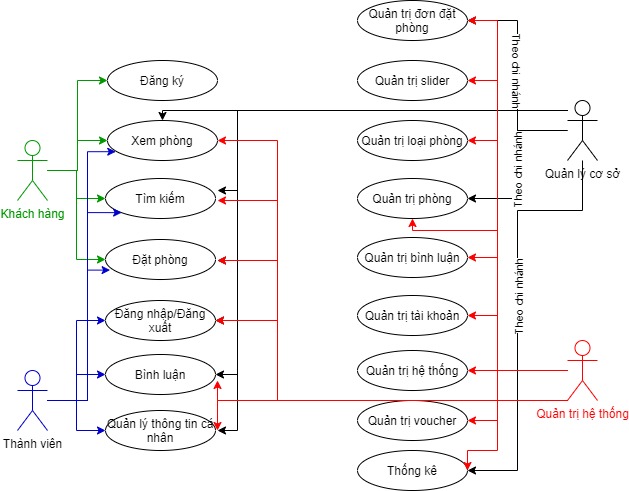 Quản trị đơn đặt
phòng
Theo chi nhánh
Đăng ký
Quản trị slider
Xem phòng
Quản trị loại phòng
Theo chi nhánh
Quản lý cơ sở
Khách hàng
Tìm kiếm
Quản trị phòng
Đặt phòng
Quản trị bình luận
Theo chi nhánh
Đăng nhập/Đăng
xuất
Quản trị tài khoản
Bình luận
Quản trị hệ thống
Quản trị hệ thống
Thành viên
Quản lý thông tin cá
nhân
Quản trị voucher
Thống kê